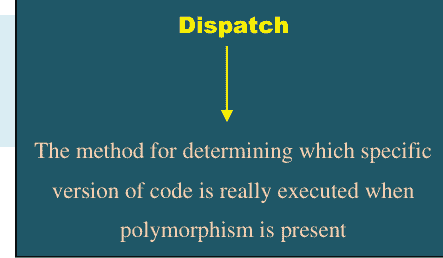 Dispatch
The method for determining which specific
version of code is really executed when
polymorphism is present